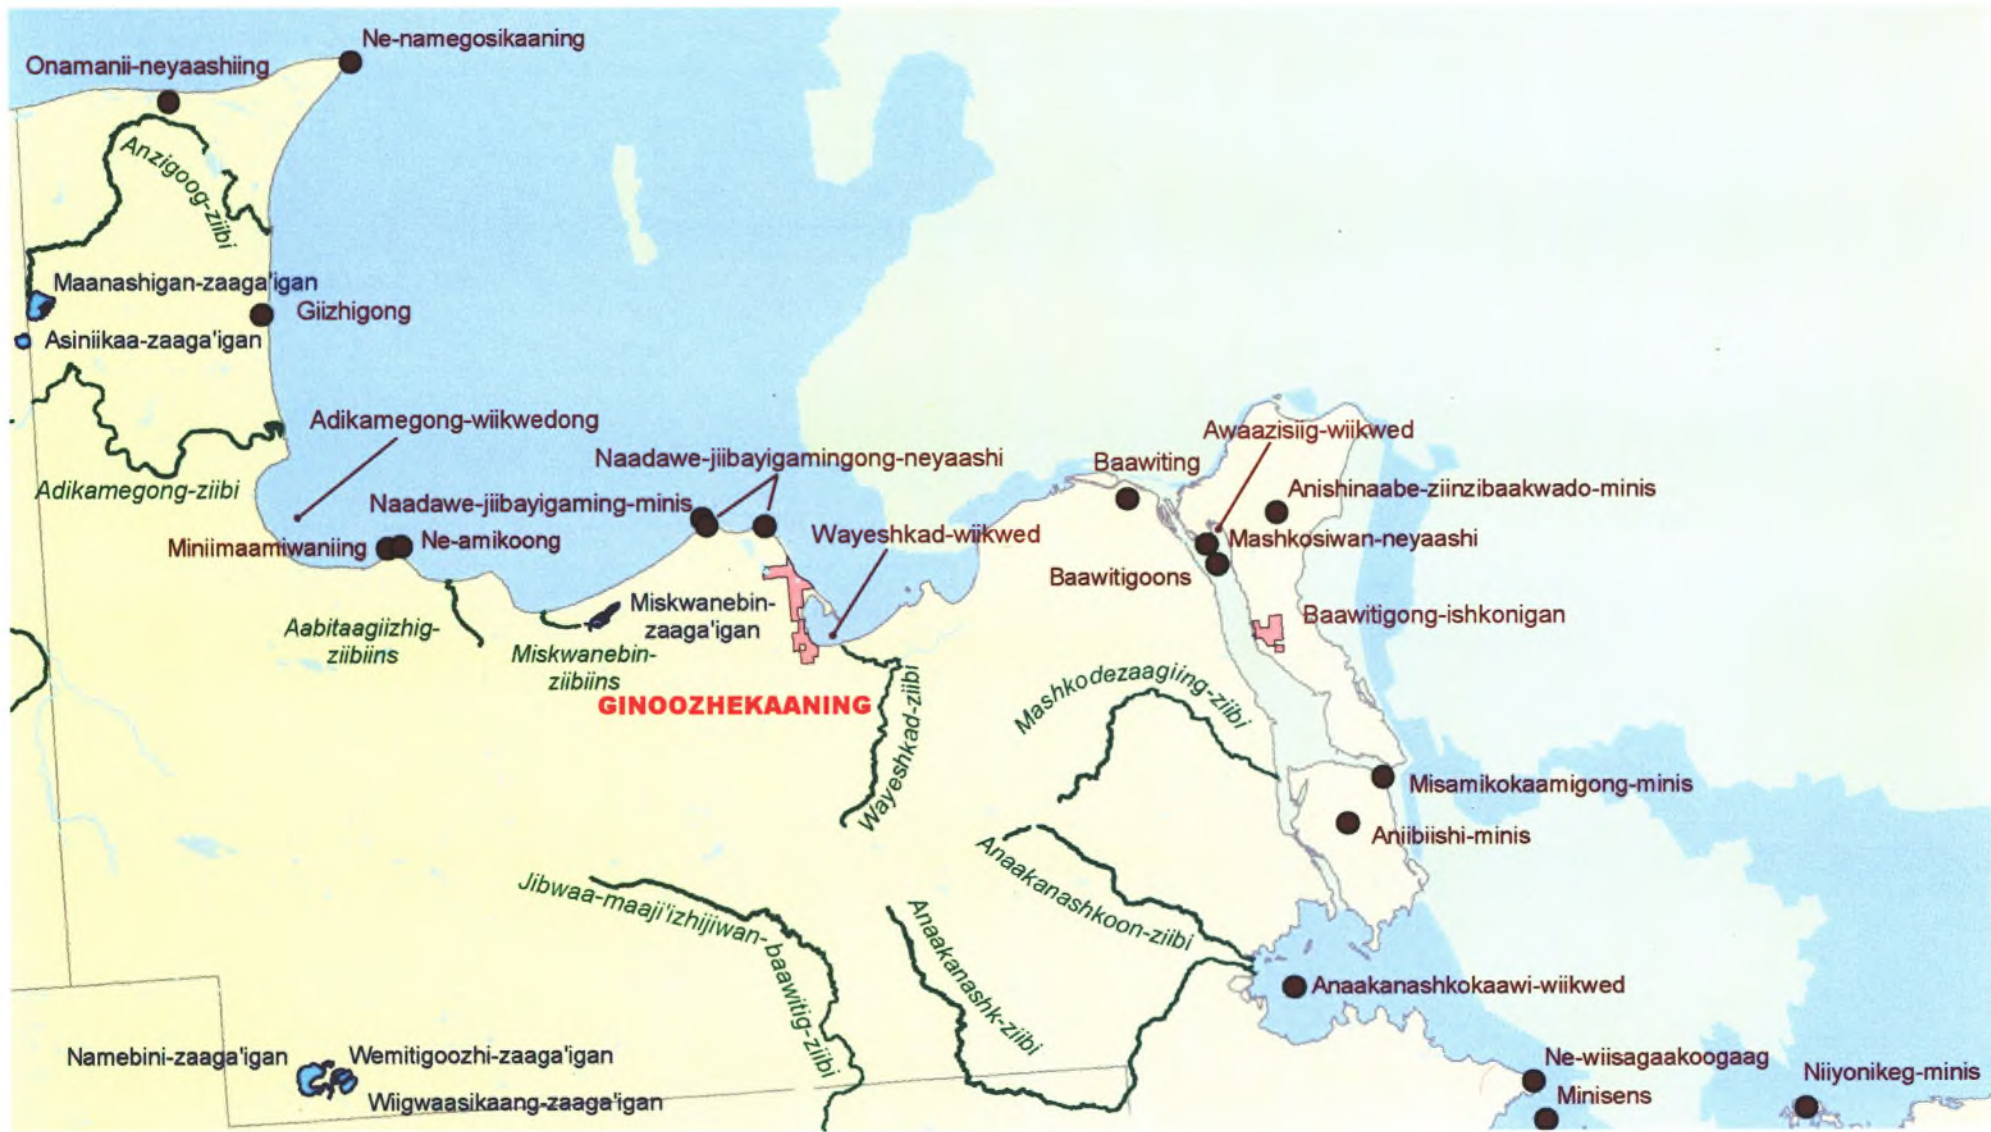 Ne-namegosikaaning
Onamanii-neyaashiing
Anzigoog-ziibi
Maanashigan-zaaga'igan
Giizhigong
Asiniikaa-zaaga'igan
Adikamegong-wiikwedong
Awaazisiig-wiikwed
Naadawe-jiibayigamingong-neyaashi
Baawiting
Adikamegong-ziibi
Anishinaabe-ziinzibaakwado-minis
Naadawe-jiibayigaming-minis
Wayeshkad-wiikwed
Mashkosiwan-neyaashi
Miniimaamiwaniing
Ne-amikoong
Baawitigoons
Miskwanebin-
zaaga'igan
Baawitigong-ishkonigan
Aabitaagiizhig-
ziibiins
Miskwanebin-
ziibiins
GINOOZHEKAANING
Mashkodezaagiing-ziibi
Wayeshkad-ziibi
Misamikokaamigong-minis
Aniibiishi-minis
Anaakanashkoon-ziibi
Jibwaa-maaji'izhijiwan-baawitig-ziibi
Anaakanashk-ziibi
Anaakanashkokaawi-wiikwed
Namebini-zaaga'igan
Wemitigoozhi-zaaga'igan
Ne-wiisagaakoogaag
Niiyonikeg-minis
Wiigwaasikaang-zaaga'igan
Minisens